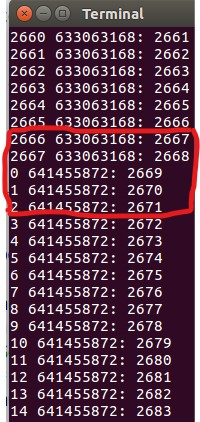 Terminal
2660 633063168: 2661
2661 633063168: 2662
2662 633063168: 2663
2663 633063168: 2664
2664 633063168: 2665
2665 633063168: 2666
2666 633063168: 2667
2667 633063168: 2668
0 641455872: 2669
1 641455872: 2670
2 641455872: 2671
3 641455872: 2672
4 641455872: 2673
5 641455872: 2674
6 641455872: 2675
7 641455872: 2676
8 641455872: 2677
9 641455872: 2678
10 641455872: 2679
11 641455872: 2680
12 641455872: 2681
13 641455872: 2682
14 641455872: 2683